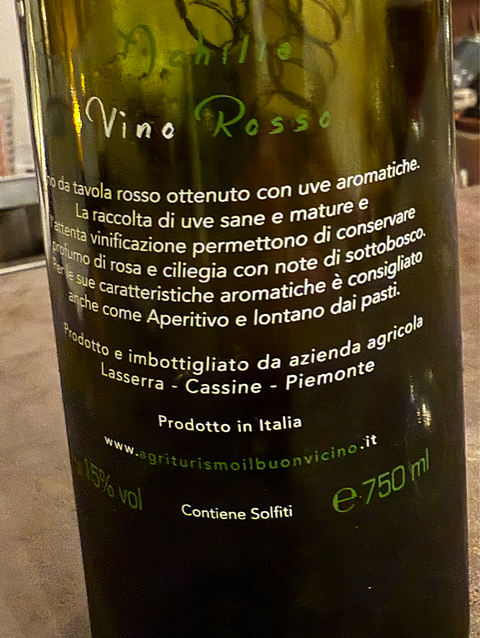 Achille
Vino Rosso
da tavola rosso ottenuto con uve aromatiche.
La raccolta di uve sane e mature e
l'attenta vinificazione permettono di conservare
profumo di rosa e ciliegia con note di sottobosco.
Per le sue caratteristiche aromatiche è consigliato
anche come Aperitivo e lontano dai pasti.
Prodotto e imbottigliato da azienda agricola
Lasserra - Cassine - Piemonte
Prodotto in Italia
www.agriturismoilbuonvicino.it
15% vol
Contiene Solfiti
e 750 ml